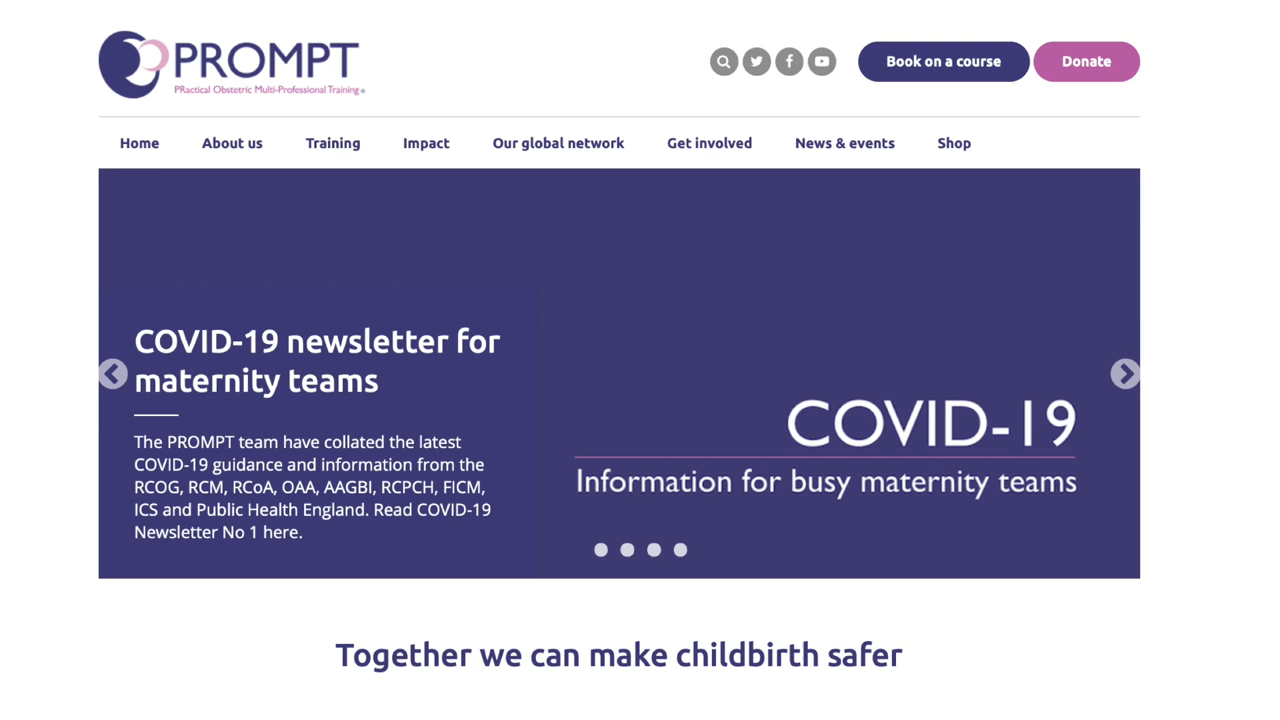 PROMPT
PRactical Obstetric Multi-Professional Training ®
Book on a course
Donate
Home
About us
Training
Impact
Our global network
Get involved
News & events
Shop
COVID-19 newsletter for
maternity teams
The PROMPT team have collated the latest
COVID-19 guidance and information from the
RCOG, RCM, RCoA, OAA, AAGBI, RCPCH, FICM,
ICS and Public Health England. Read COVID-19
Newsletter No 1 here.
COVID-19
Information for busy maternity teams
Together we can make childbirth safer